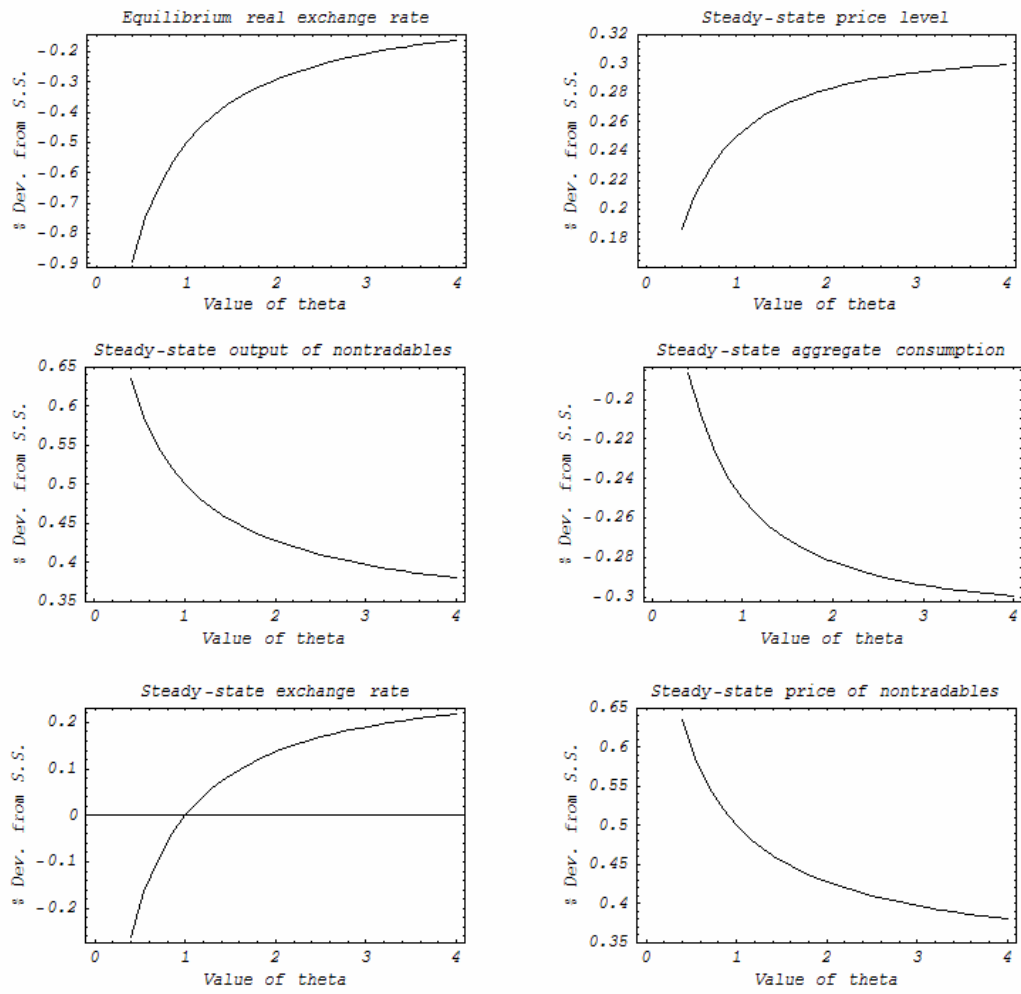 Equilibrium real exchange rate
% Dev. from S.S.
-0.2
-0.3
-0.4
-0.5
-0.6
-0.7
-0.8
-0.9
0 1 2 3 4
Value of theta
Steady-state price level
% Dev. from S.S.
0.32
0.3
0.28
0.26
0.24
0.22
0.2
0.18
0 1 2 3 4
Value of theta
Steady-state output of nontradables
% Dev. from S.S.
0.65
0.6
0.55
0.5
0.45
0.4
0.35
0 1 2 3 4
Value of theta
Steady-state aggregate consumption
% Dev. from S.S.
-0.2
-0.22
-0.24
-0.26
-0.28
-0.3
0 1 2 3 4
Value of theta
Steady-state exchange rate
% Dev. from S.S.
0.2
0.1
0
-0.1
-0.2
0 1 2 3 4
Value of theta
Steady-state price of nontradables
% Dev. from S.S.
0.65
0.6
0.55
0.5
0.45
0.4
0.35
0 1 2 3 4
Value of theta